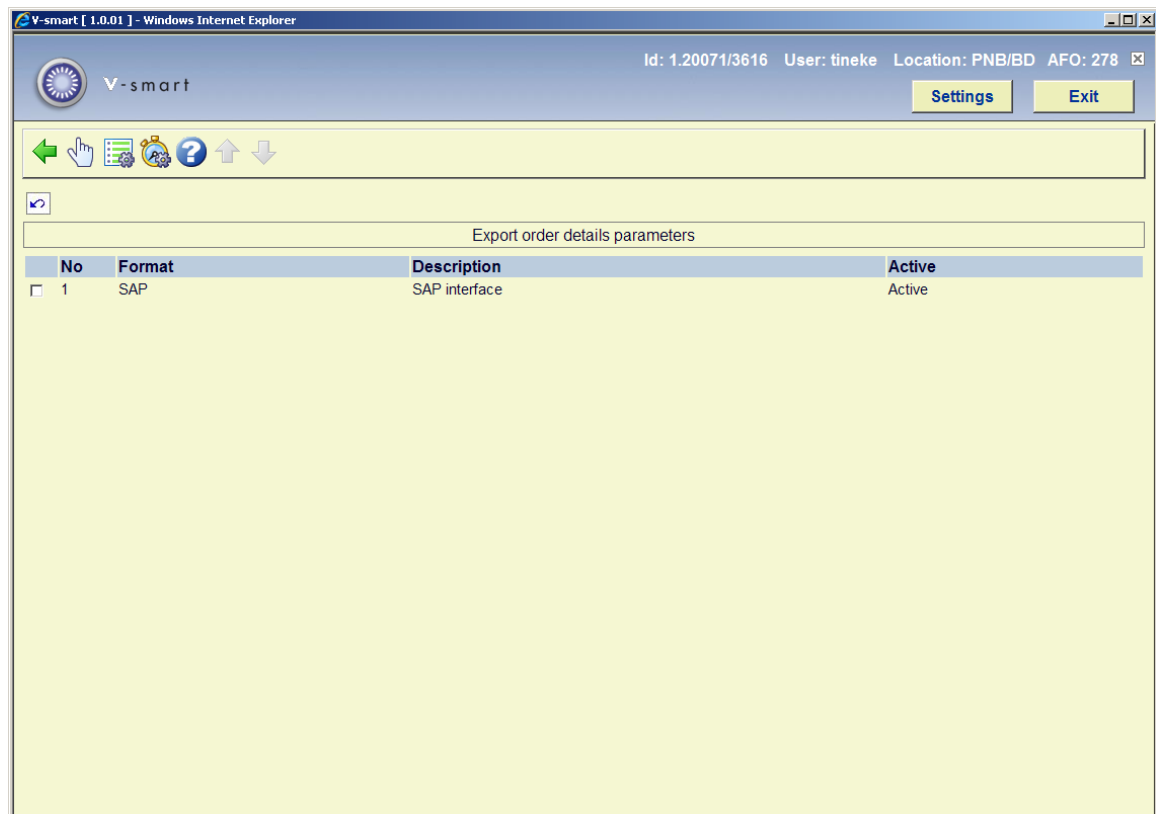 V-smart [ 1.0.01 ] - Windows Internet Explorer
Id: 1.20071/3616 User: tineke Location: PNB/BD AFO: 278
V-smart
Settings Exit
Export order details parameters
No Format Description Active
1 SAP SAP interface Active